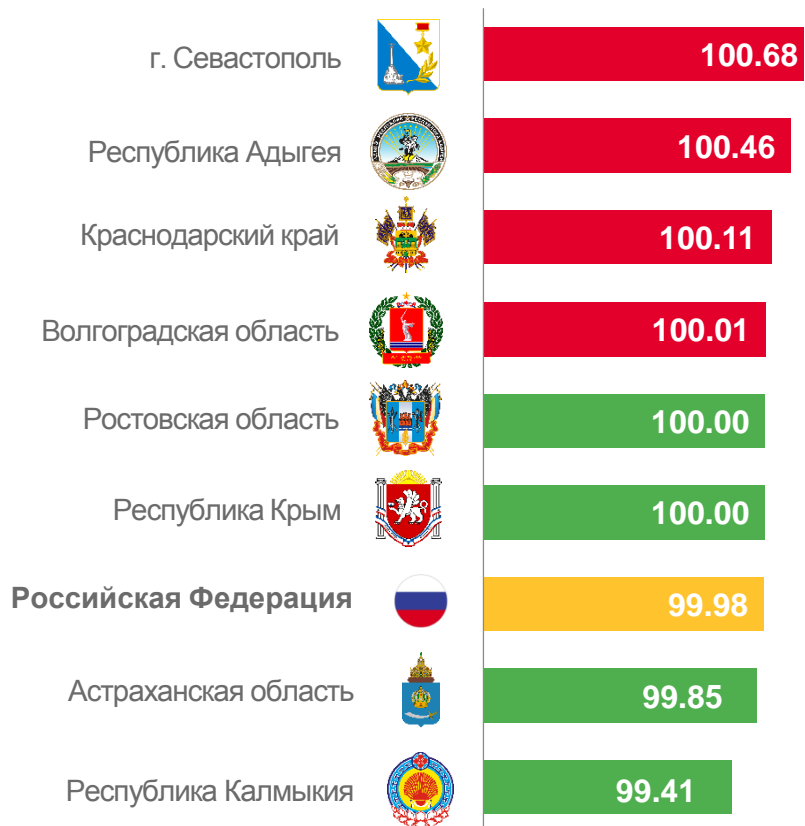 г. Севастополь 100.68
Республика Адыгея 100.46
Краснодарский край 100.11
Волгоградская область 100.01
Ростовская область 100.00
Республика Крым 100.00
Российская Федерация 99.98
Астраханская область 99.85
Республика Калмыкия 99.41